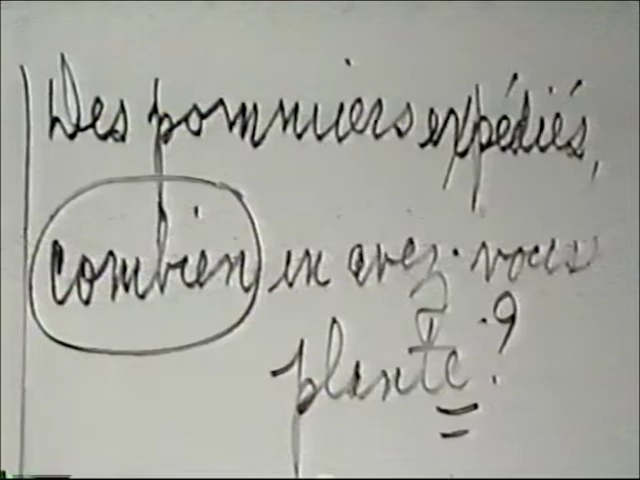 Des pommiers expédiés,
combien en avez-vous
planté ?